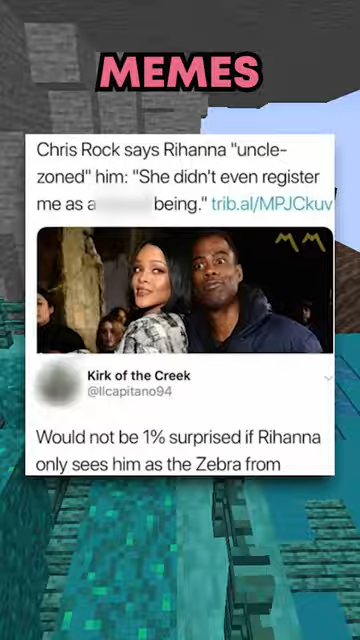 MEMES
Chris Rock says Rihanna "uncle-
zoned" him: "She didn't even register
me as a being." trib.al/MPJCkuv
Kirk of the Creek
@Ilcapitano94
Would not be 1% surprised if Rihanna
only sees him as the Zebra from